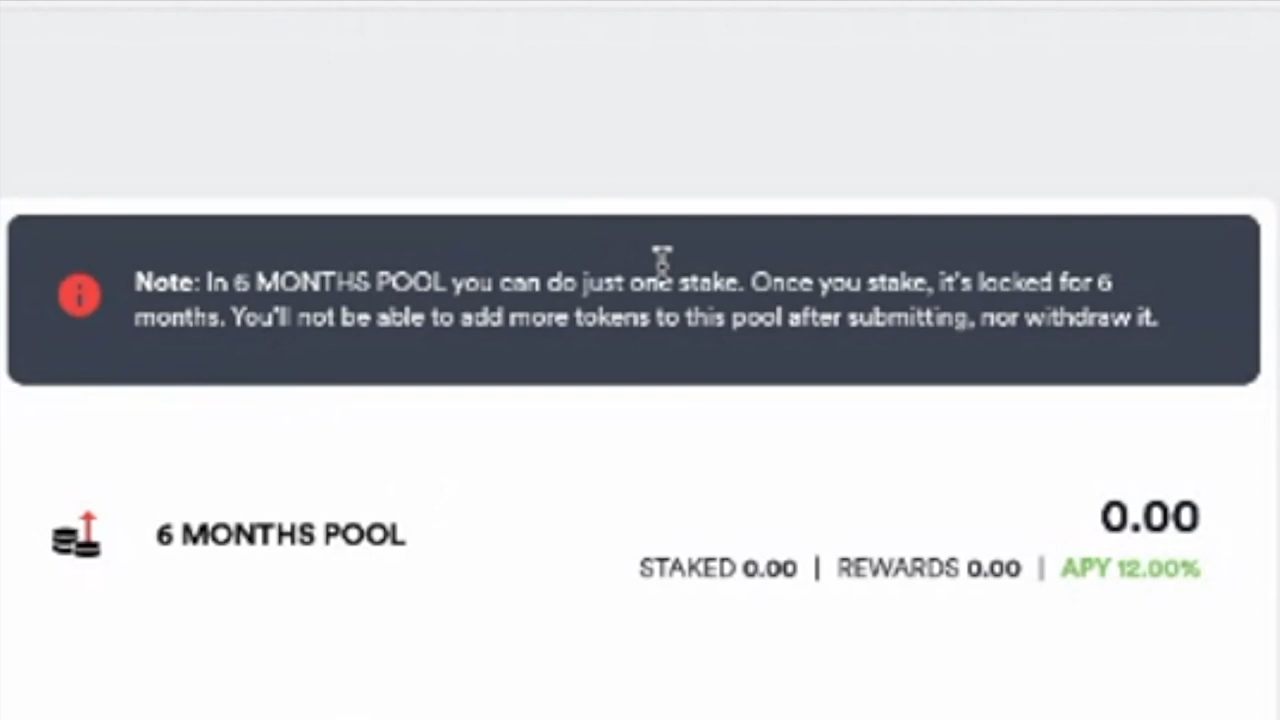 Note: In 6 MONTHS POOL you can do just one stake. Once you stake, it's locked for 6
months. You'll not be able to add more tokens to this pool after submitting, nor withdraw it.
6 MONTHS POOL
0.00
STAKED 0.00 | REWARDS 0.00 | APY 12.00%